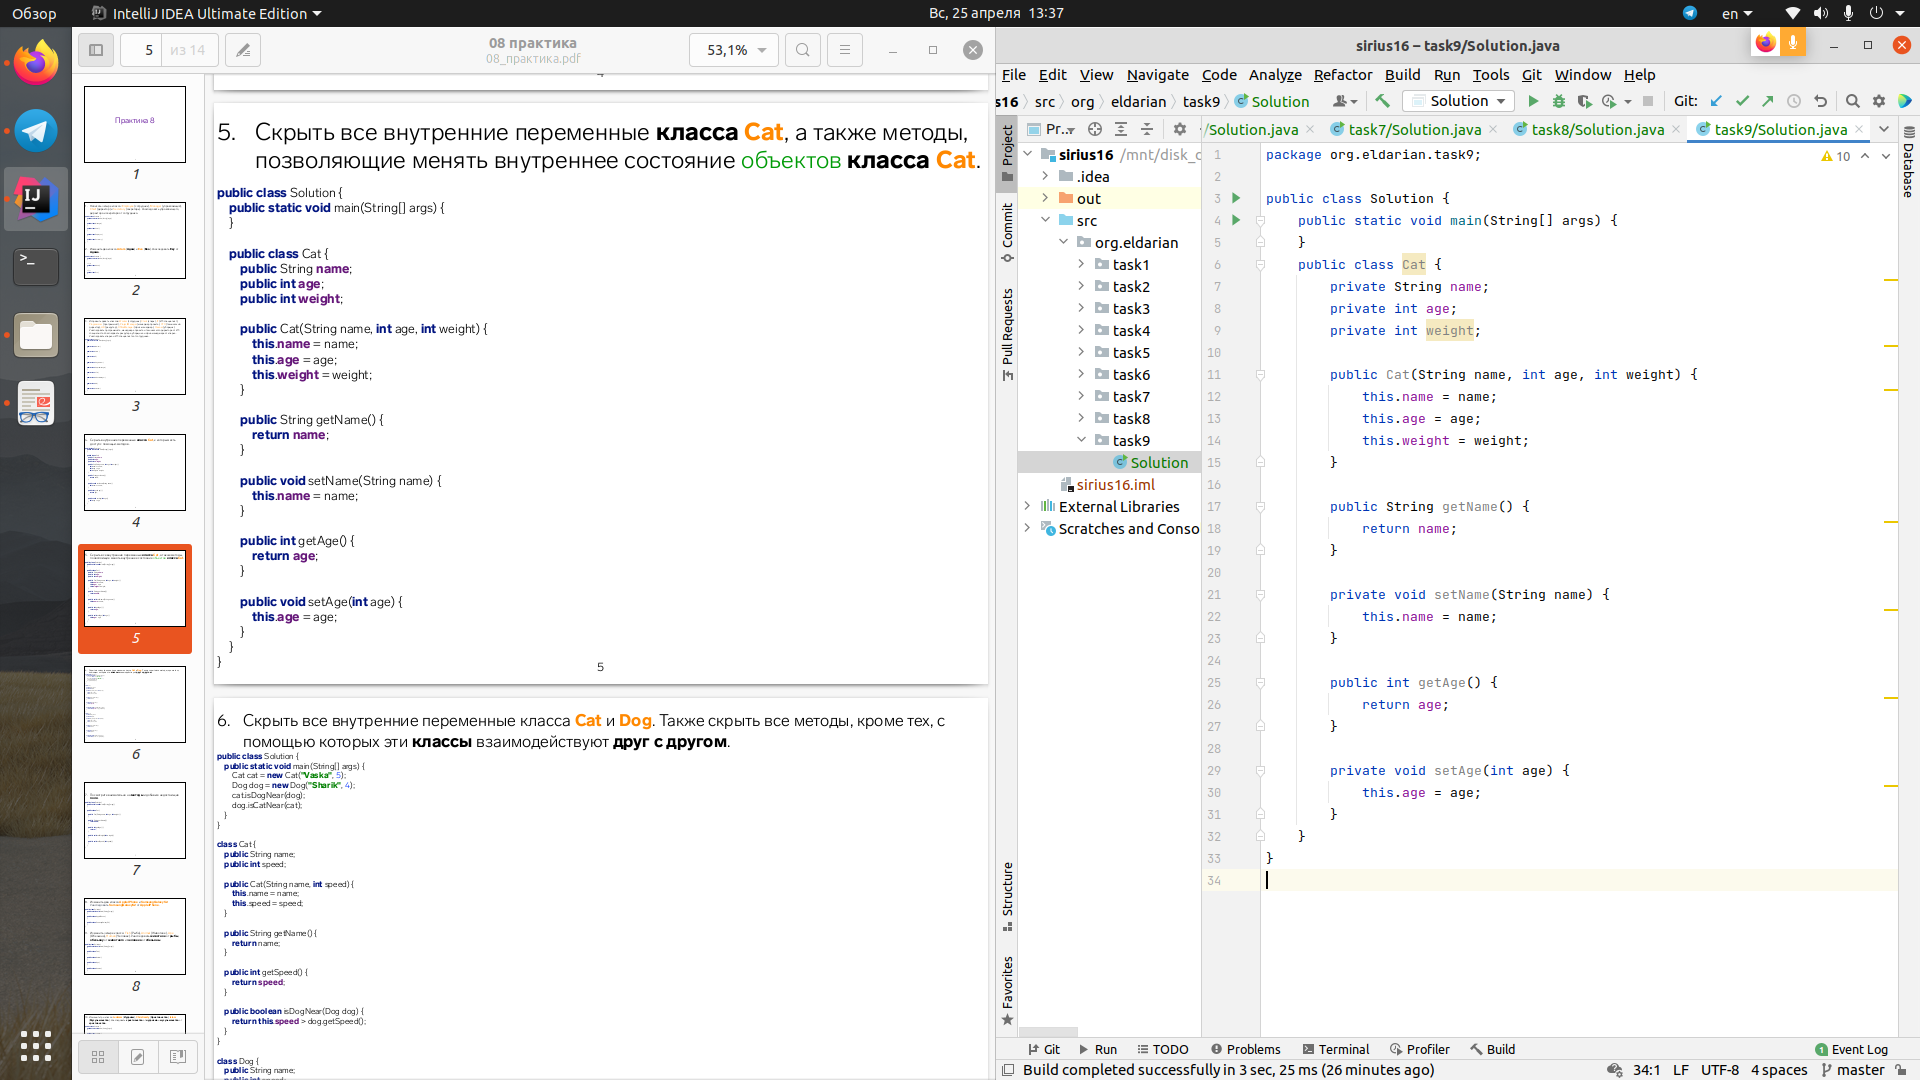 Обзор
IntelliJ IDEA Ultimate Edition
Вс, 25 апреля 13:37
en
5
из 14
08 практика
08_практика.pdf
53,1%
Практика 8
1
2
3
4
5
6
7
8
5. Скрыть все внутренние переменные класса Cat, а также методы,
позволяющие менять внутреннее состояние объектов класса Cat.
public class Solution {
public static void main(String[] args) {
}
public class Cat {
public String name;
public int age;
public int weight;
public Cat(String name, int age, int weight) {
this.name = name;
this.age = age;
this.weight = weight;
}
public String getName() {
return name;
}
public void setName(String name) {
this.name = name;
}
public int getAge() {
return age;
}
public void setAge(int age) {
this.age = age;
}
}
}
5
6. Скрыть все внутренние переменные класса Cat и Dog. Также скрыть все методы, кроме тех, с
помощью которых эти классы взаимодействуют друг с другом.
public class Solution {
public static void main(String[] args) {
Cat cat = new Cat("Vaska", 5);
Dog dog = new Dog("Sharik", 4);
cat.isDogNear(dog);
dog.isCatNear(cat);
}
}
class Cat {
public String name;
public int speed;
public Cat(String name, int speed) {
this.name = name;
this.speed = speed;
}
public String getName() {
return name;
}
public int getSpeed() {
return speed;
}
public boolean isDogNear(Dog dog) {
return this.speed > dog.getSpeed();
}
}
class Dog {
public String name;
sirius16 – task9/Solution.java
File Edit View Navigate Code Analyze Refactor Build Run Tools Git Window Help
s16 src org eldarian task9 Solution
Solution
Git:
Pr...
/Solution.java
task7/Solution.java
task8/Solution.java
task9/Solution.java
Project
Commit
Pull Requests
Structure
Favorites
Database
sirius16 /mnt/disk_d
.idea
out
src
org.eldarian
task1
task2
task3
task4
task5
task6
task7
task8
task9
Solution
sirius16.iml
External Libraries
Scratches and Conso
10
1 package org.eldarian.task9;
2
3 public class Solution {
4 public static void main(String[] args) {
5 }
6 public class Cat {
7 private String name;
8 private int age;
9 private int weight;
10
11 public Cat(String name, int age, int weight) {
12 this.name = name;
13 this.age = age;
14 this.weight = weight;
15 }
16
17 public String getName() {
18 return name;
19 }
20
21 private void setName(String name) {
22 this.name = name;
23 }
24
25 public int getAge() {
26 return age;
27 }
28
29 private void setAge(int age) {
30 this.age = age;
31 }
32 }
33 }
34
Git Run TODO Problems Terminal Profiler Build
1 Event Log
Build completed successfully in 3 sec, 25 ms (26 minutes ago)
34:1 LF UTF-8 4 spaces master